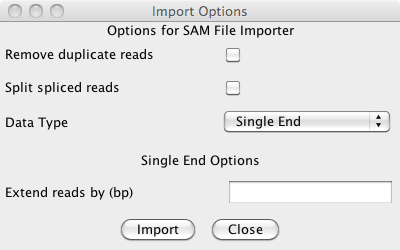 Import Options
Options for SAM File Importer
Remove duplicate reads
Split spliced reads
Data Type Single End
Single End Options
Extend reads by (bp)
Import Close